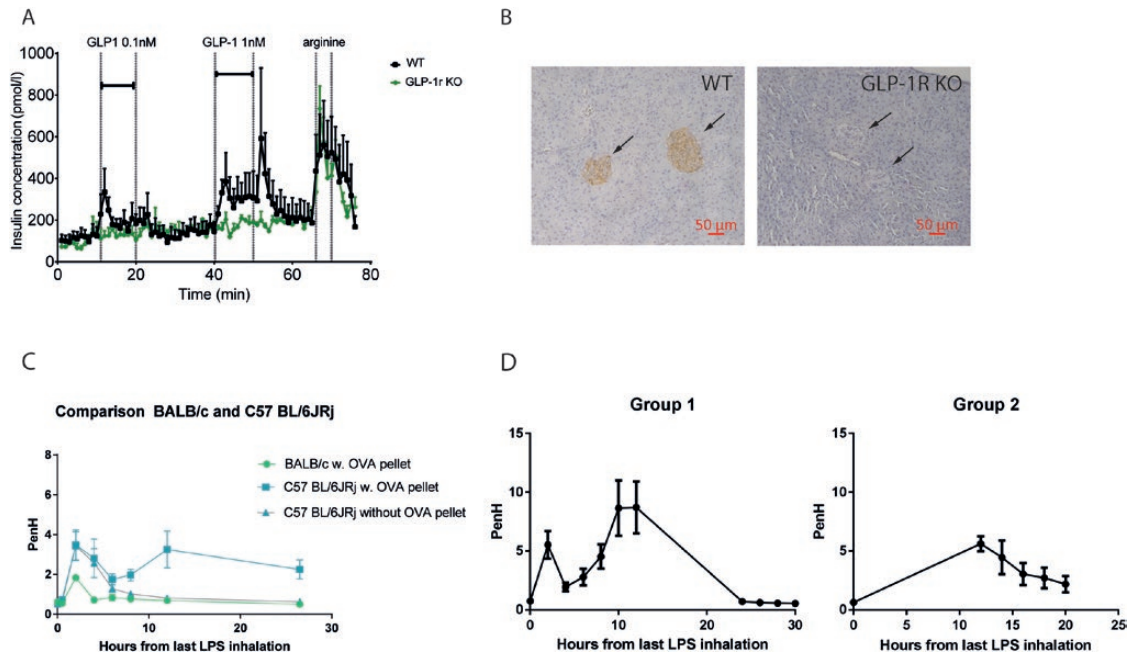 A
GLP1 0.1nM GLP-1 1nM arginine
WT
GLP-1r KO
Insulin concentration (pmol/l)
1000
800
600
400
200
0
0 20 40 60 80
Time (min)
B
WT
50 µm
GLP-1R KO
50 µm
C
Comparison BALB/c and C57 BL/6JRj
BALB/c w. OVA pellet
C57 BL/6JRj w. OVA pellet
C57 BL/6JRj without OVA pellet
PenH
8
6
4
2
0
0 10 20 30
Hours from last LPS inhalation
D
Group 1
PenH
15
10
5
0
0 10 20 30
Hours from last LPS inhalation
Group 2
PenH
15
10
5
0
0 5 10 15 20 25
Hours from last LPS inhalation